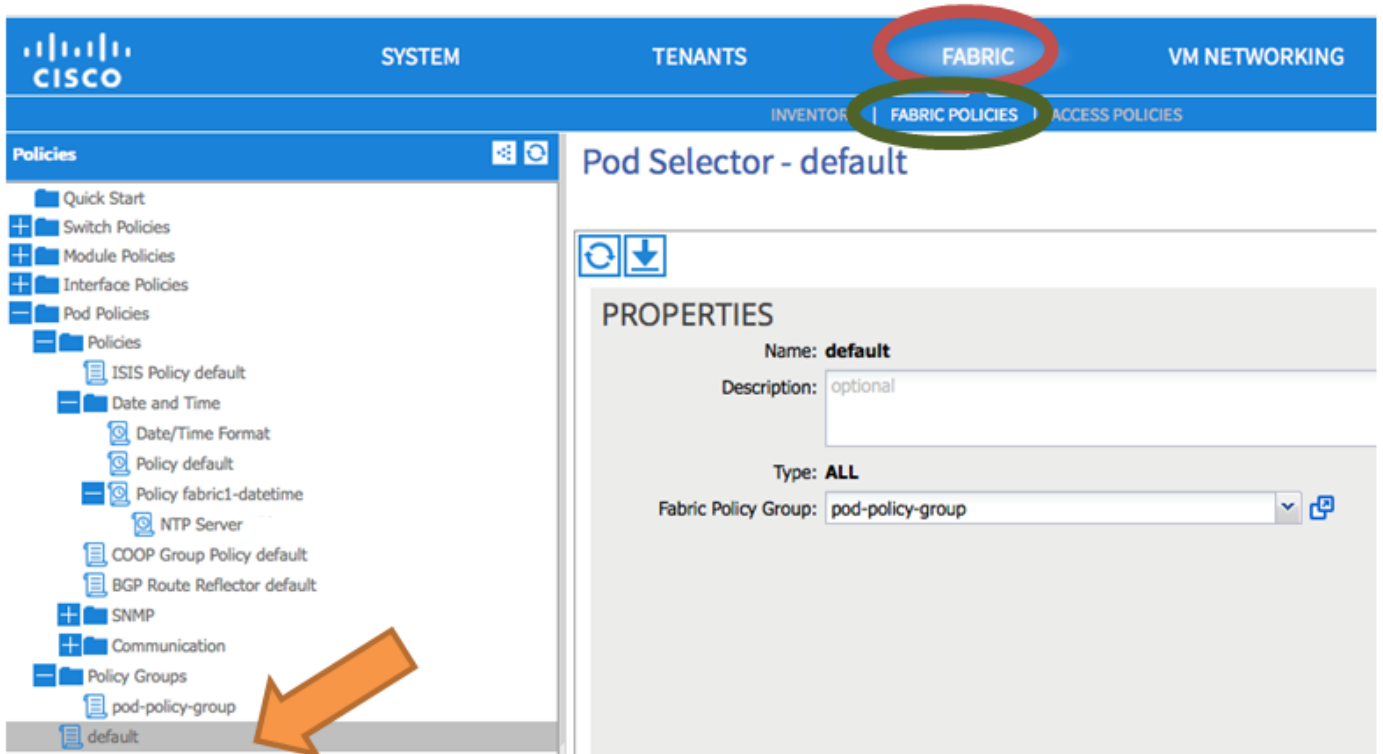 CISCO SYSTEM TENANTS FABRIC VM NETWORKING
INVENTOR | FABRIC POLICIES | ACCESS POLICIES
Policies
Pod Selector - default
Quick Start
Switch Policies
Module Policies
Interface Policies
Pod Policies
Policies
ISIS Policy default
Date and Time
Date/Time Format
Policy default
Policy fabric1-datetime
NTP Server
COOP Group Policy default
BGP Route Reflector default
SNMP
Communication
Policy Groups
pod-policy-group
default
PROPERTIES
Name: default
Description: optional
Type: ALL
Fabric Policy Group: pod-policy-group